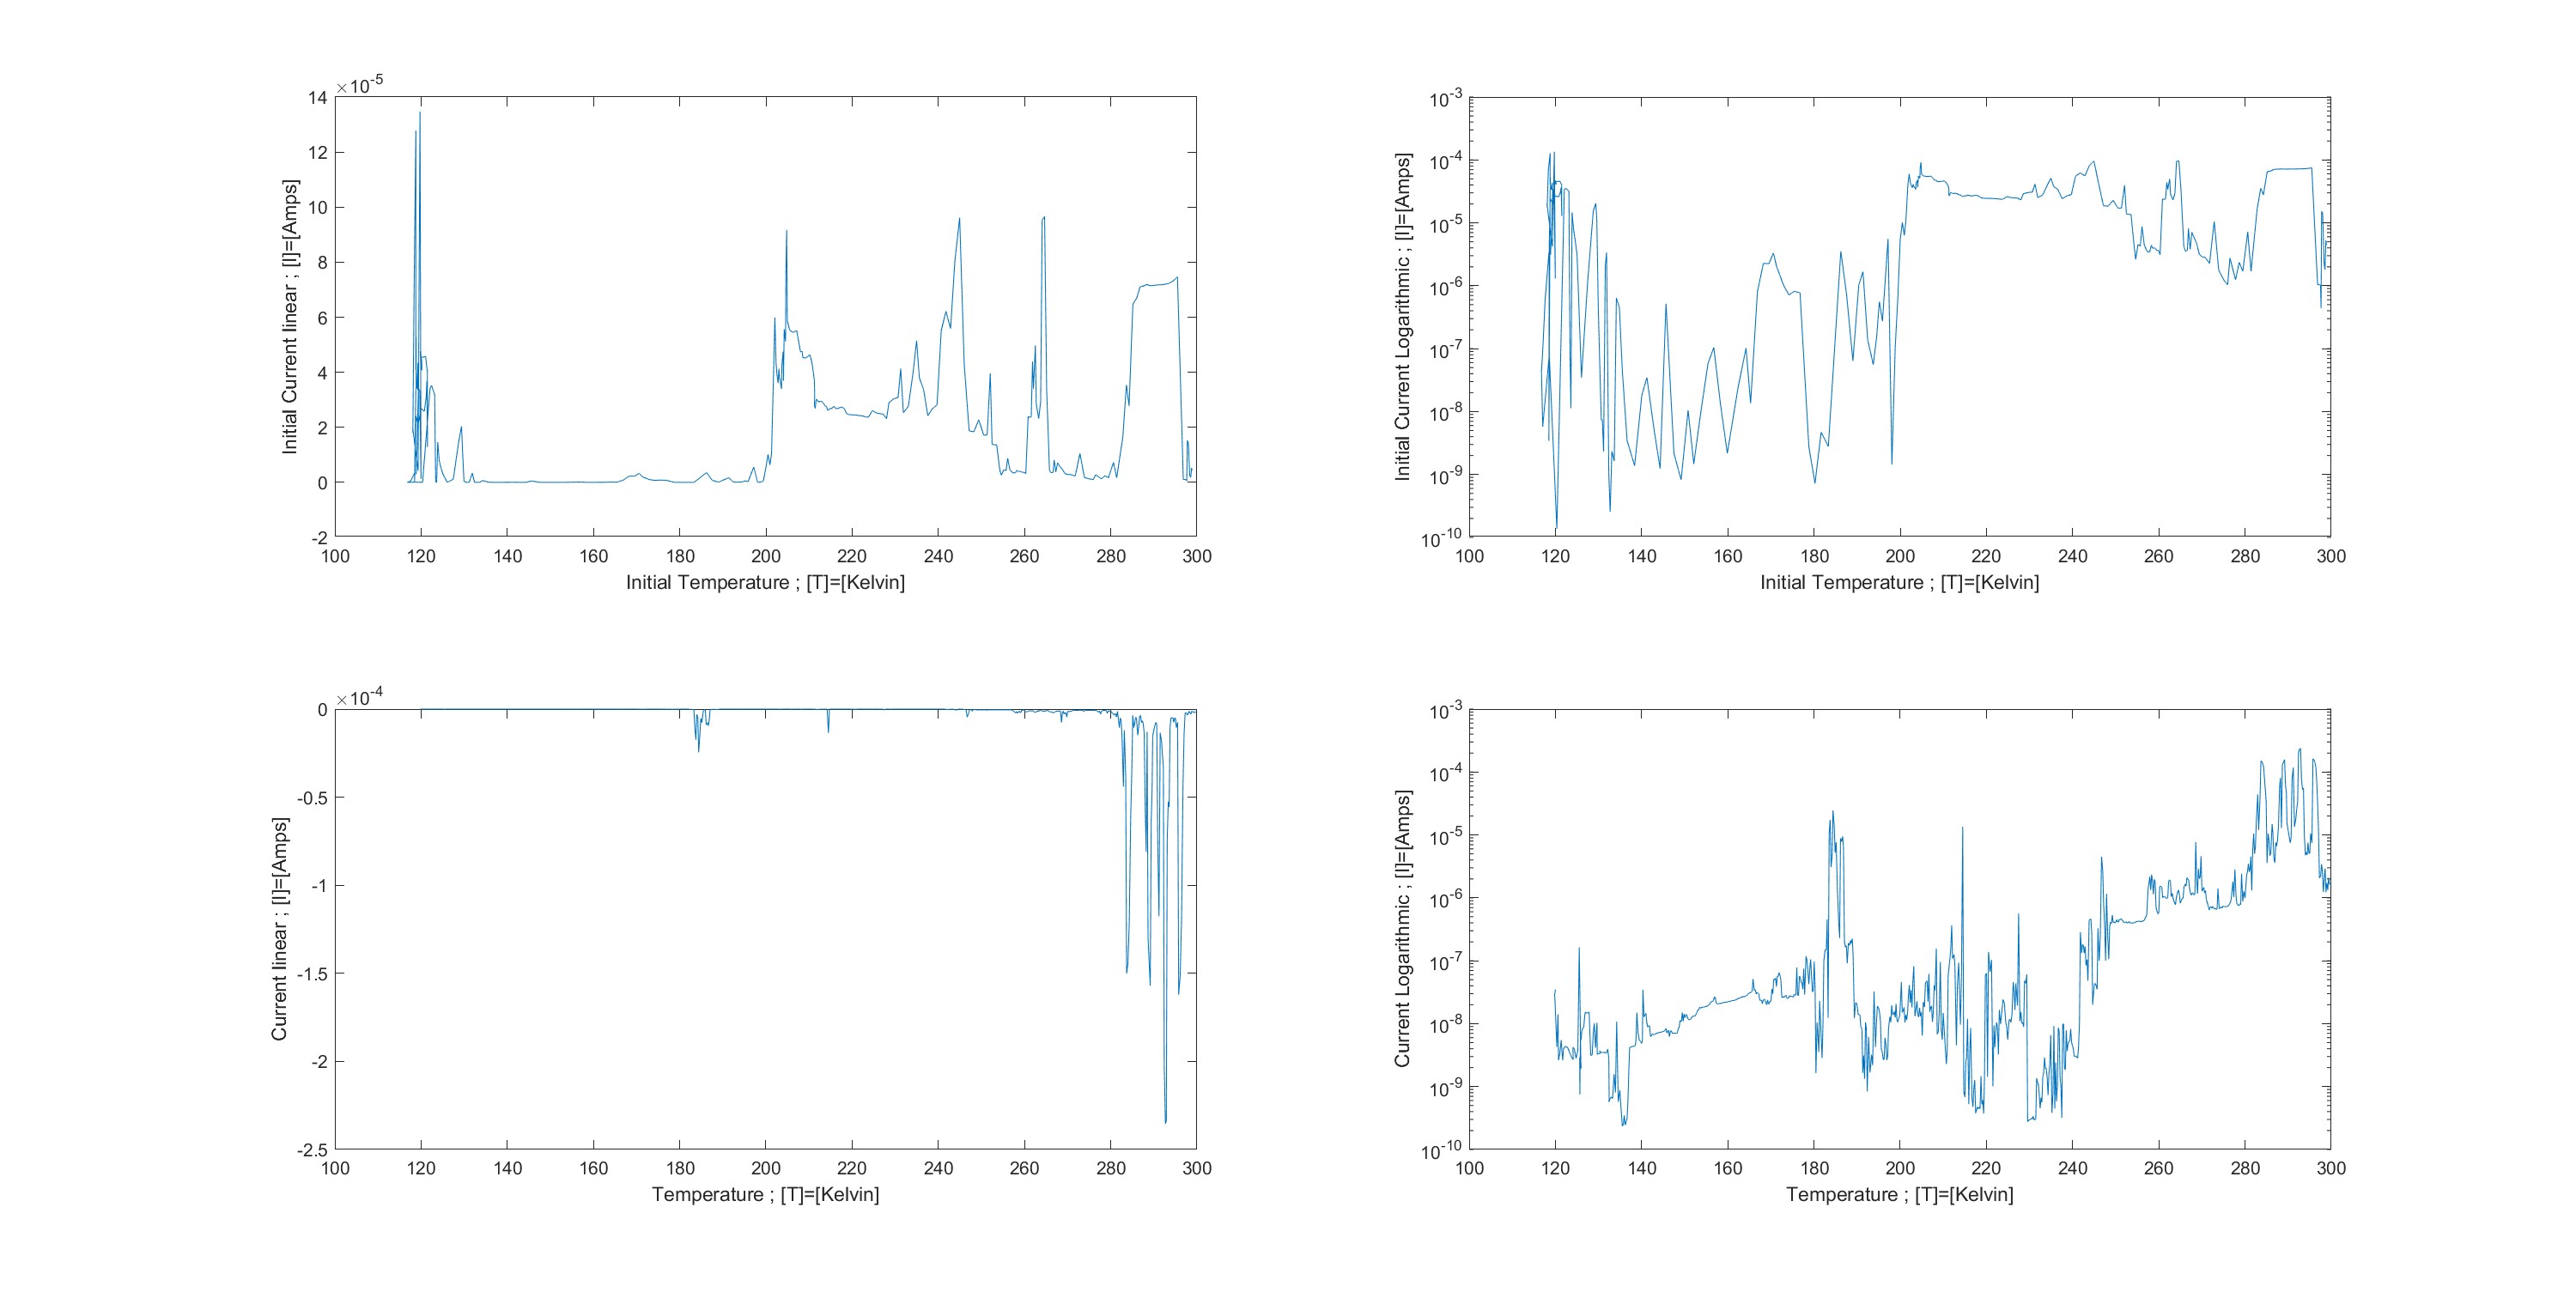 ×10-5
14
12
10
8
6
4
2
0
-2
100 120 140 160 180 200 220 240 260 280 300
Initial Temperature ; [T]=[Kelvin]
Initial Current linear ; [I]=[Amps]
10-3
10-4
10-5
10-6
10-7
10-8
10-9
10-10
100 120 140 160 180 200 220 240 260 280 300
Initial Temperature ; [T]=[Kelvin]
Initial Current Logarithmic ; [I]=[Amps]
×10-4
0
-0.5
-1
-1.5
-2
-2.5
100 120 140 160 180 200 220 240 260 280 300
Temperature ; [T]=[Kelvin]
Current linear ; [I]=[Amps]
10-3
10-4
10-5
10-6
10-7
10-8
10-9
10-10
100 120 140 160 180 200 220 240 260 280 300
Temperature ; [T]=[Kelvin]
Current Logarithmic ; [I]=[Amps]